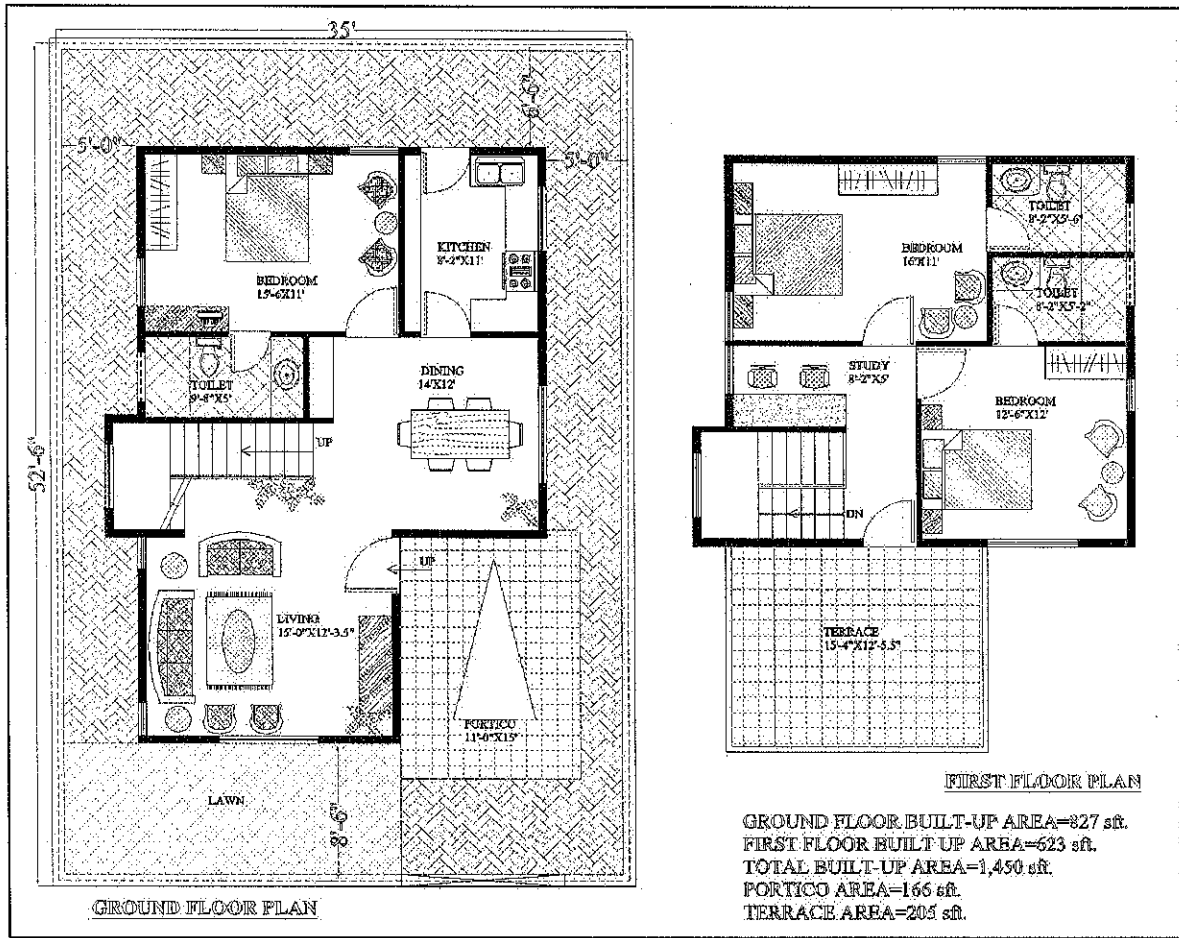 35'
6'-6"
5'-0"
5'-0"
BEDROOM
15'-6X11'
KITCHEN
8'-2"X11'
TOILET
9'-8"X5'
DINING
14'X12'
UP
52'-6"
UP
LIVING
15'-0"X12'-3.5"
PORTICO
11'-0"X15'
LAWN
8'-6"
GROUND FLOOR PLAN
TOILET
8'-2"X5'-6"
BEDROOM
16'X11'
TOILET
8'-2"X5'-2"
STUDY
8'-2"X5'
BEDROOM
12'-6"X12'
DN
TERRACE
15'-4"X12'-5.5"
FIRST FLOOR PLAN
GROUND FLOOR BUILT-UP AREA=827 sft.
FIRST FLOOR BUILT UP AREA=623 sft.
TOTAL BUILT-UP AREA=1,450 sft.
PORTICO AREA=166 sft.
TERRACE AREA=205 sft.